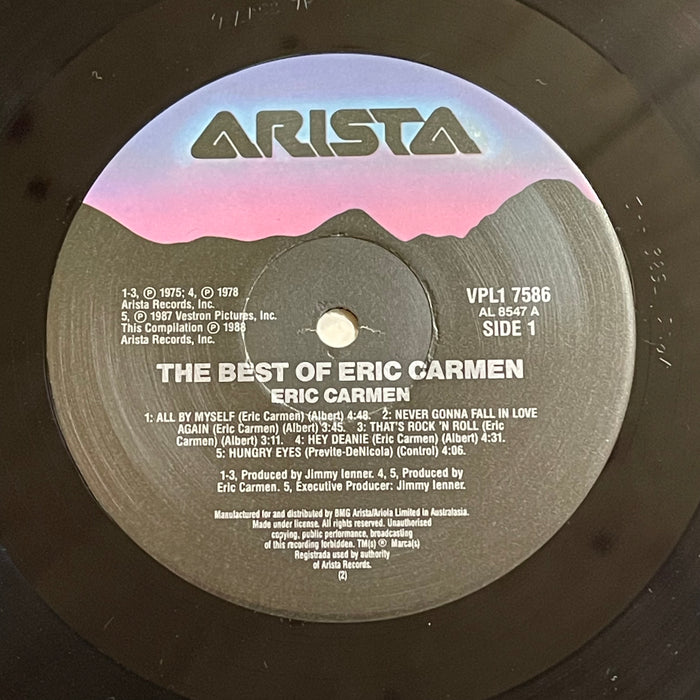 ARISTA
1-3, Ⓟ 1975; 4, Ⓟ 1978
Arista Records, Inc.
5, Ⓟ 1987 Vestron Pictures, Inc.
This Compilation Ⓟ 1988
Arista Records, Inc.
VPL1 7586
AL 8547 A
SIDE 1
THE BEST OF ERIC CARMEN
ERIC CARMEN
1: ALL BY MYSELF (Eric Carmen) (Albert) 4:48. 2: NEVER GONNA FALL IN LOVE
AGAIN (Eric Carmen) (Albert) 3:45. 3: THAT'S ROCK 'N ROLL (Eric
Carmen) (Albert) 3:11. 4: HEY DEANIE (Eric Carmen) (Albert) 4:31.
5: HUNGRY EYES (Previte-DeNicola) (Control) 4:06.
1-3, Produced by Jimmy Ienner. 4, 5, Produced by
Eric Carmen. 5, Executive Producer: Jimmy Ienner.
Manufactured for and distributed by BMG Arista/Ariola Limited in Australasia.
Made under license. All rights reserved. Unauthorised
copying, public performance, broadcasting
of this recording forbidden. TM(s) ® Marca(s)
Registrada used by authority
of Arista Records.
(2)